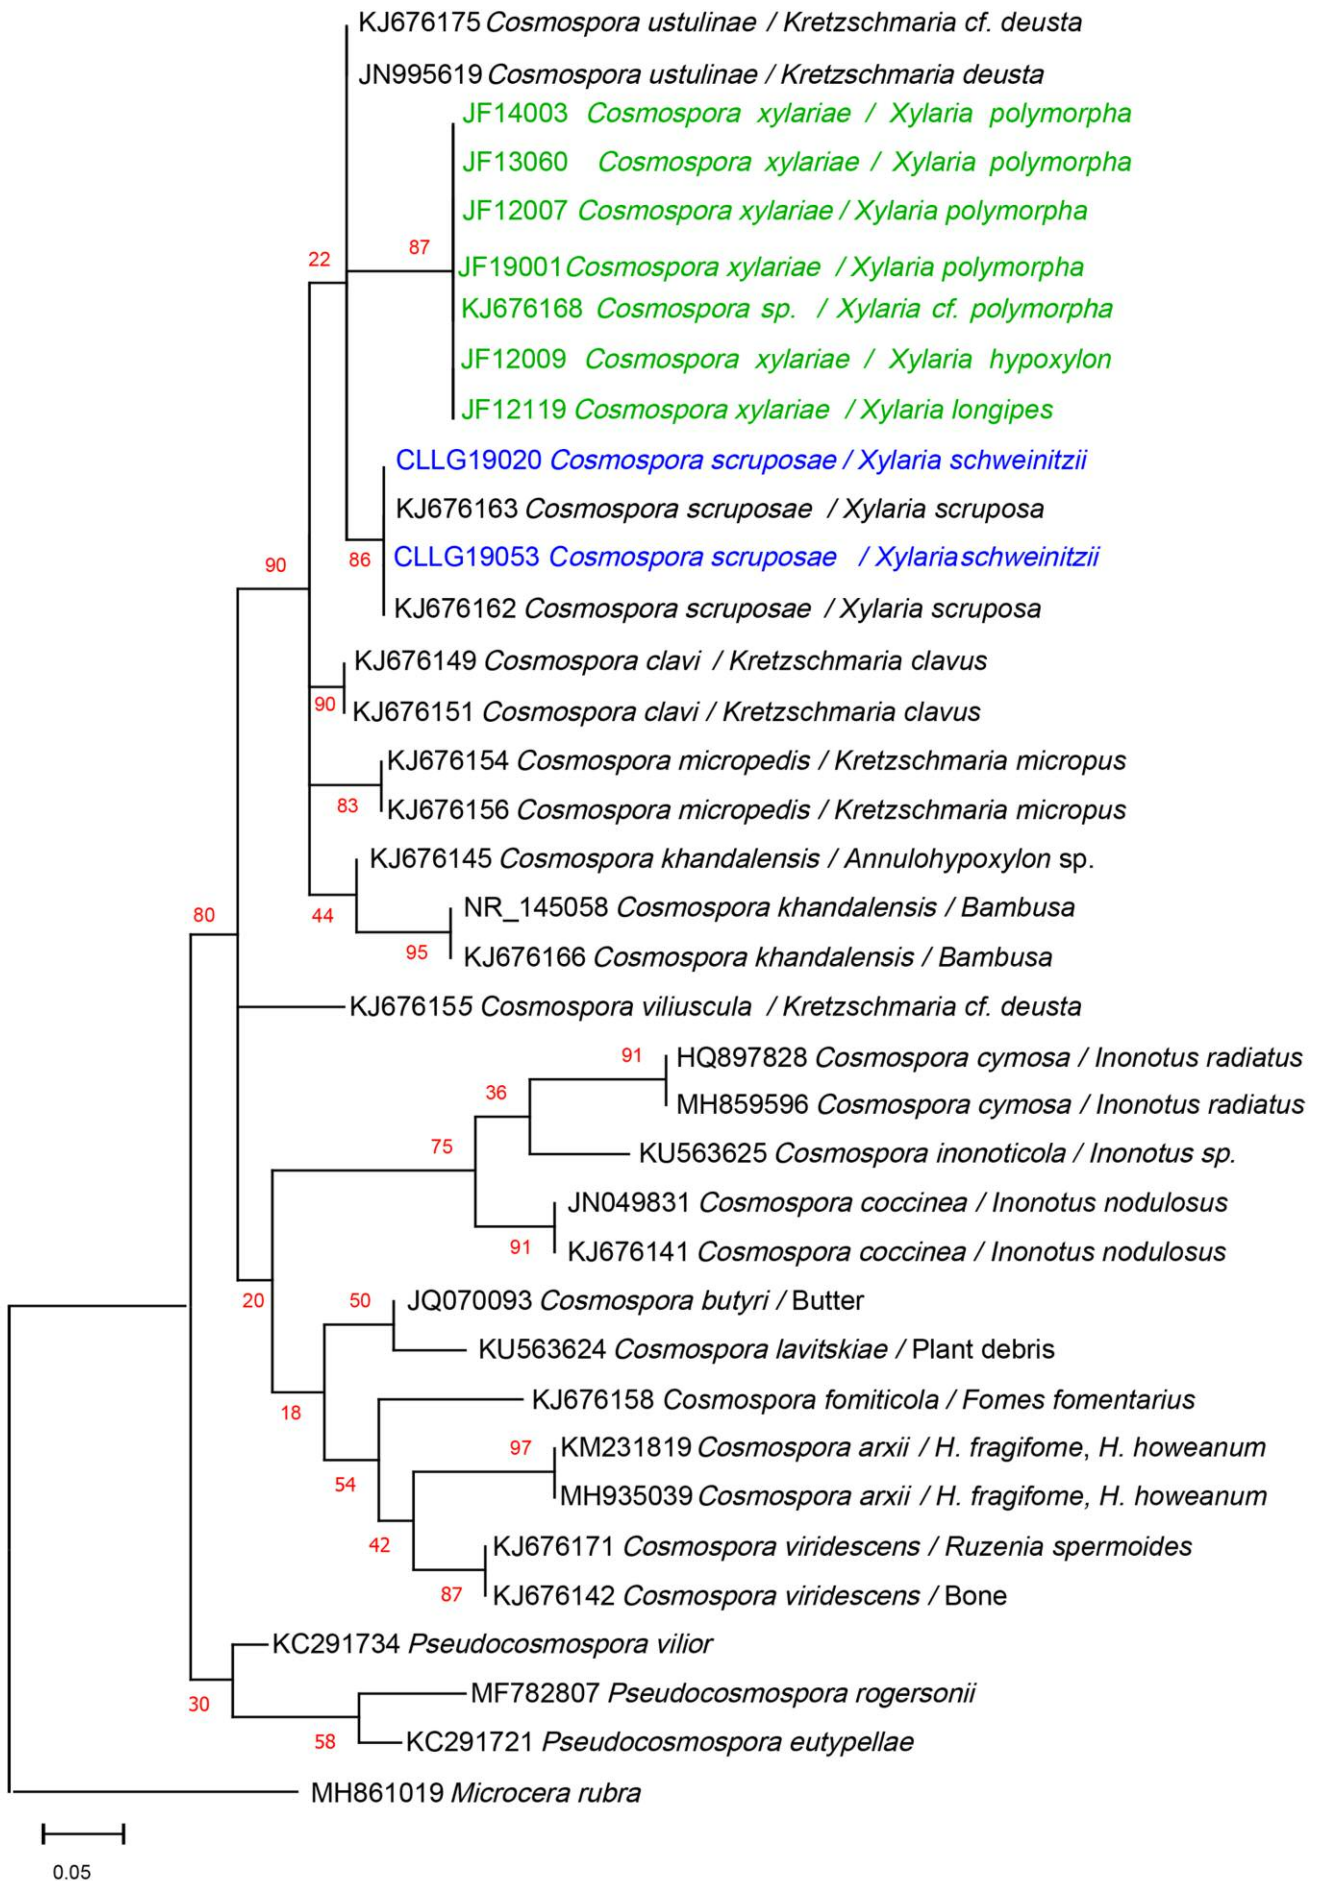 KJ676175 Cosmospora ustulinae / Kretzschmaria cf. deusta
JN995619 Cosmospora ustulinae / Kretzschmaria deusta
JF14003 Cosmospora xylariae / Xylaria polymorpha
JF13060 Cosmospora xylariae / Xylaria polymorpha
JF12007 Cosmospora xylariae / Xylaria polymorpha
87
22
JF19001 Cosmospora xylariae / Xylaria polymorpha
KJ676168 Cosmospora sp. / Xylaria cf. polymorpha
JF12009 Cosmospora xylariae / Xylaria hypoxylon
JF12119 Cosmospora xylariae / Xylaria longipes
CLLG19020 Cosmospora scruposae / Xylaria schweinitzii
KJ676163 Cosmospora scruposae / Xylaria scruposa
CLLG19053 Cosmospora scruposae / Xylaria schweinitzii
86
90
KJ676162 Cosmospora scruposae / Xylaria scruposa
KJ676149 Cosmospora clavi / Kretzschmaria clavus
90
KJ676151 Cosmospora clavi / Kretzschmaria clavus
KJ676154 Cosmospora micropedis / Kretzschmaria micropus
83
KJ676156 Cosmospora micropedis / Kretzschmaria micropus
KJ676145 Cosmospora khandalensis / Annulohypoxylon sp.
NR_145058 Cosmospora khandalensis / Bambusa
44
80
95
KJ676166 Cosmospora khandalensis / Bambusa
KJ676155 Cosmospora viliuscula / Kretzschmaria cf. deusta
91
HQ897828 Cosmospora cymosa / Inonotus radiatus
36
MH859596 Cosmospora cymosa / Inonotus radiatus
75
KU563625 Cosmospora inonoticola / Inonotus sp.
JN049831 Cosmospora coccinea / Inonotus nodulosus
91
KJ676141 Cosmospora coccinea / Inonotus nodulosus
20
50
JQ070093 Cosmospora butyri / Butter
KU563624 Cosmospora lavitskiae / Plant debris
KJ676158 Cosmospora fomiticola / Fomes fomentarius
18
97
KM231819 Cosmospora arxii / H. fragifome, H. howeanum
54
MH935039 Cosmospora arxii / H. fragifome, H. howeanum
42
KJ676171 Cosmospora viridescens / Ruzenia spermoides
87
KJ676142 Cosmospora viridescens / Bone
KC291734 Pseudocosmospora vilior
30
MF782807 Pseudocosmospora rogersonii
58
KC291721 Pseudocosmospora eutypellae
MH861019 Microcera rubra
0.05